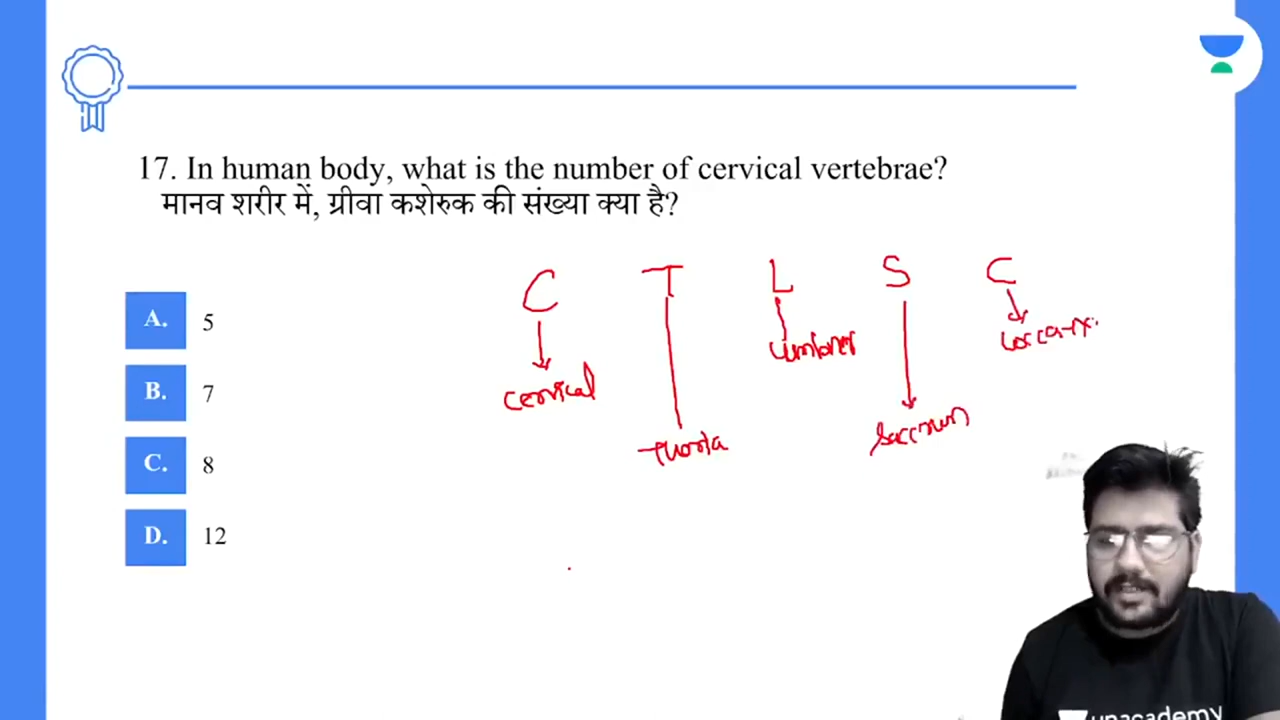 17. In human body, what is the number of cervical vertebrae?
मानव शरीर में, ग्रीवा कशेरुक की संख्या क्या है?
C T L S C
cervical
A. 5
B. 7
C. 8
D. 12
unacademy